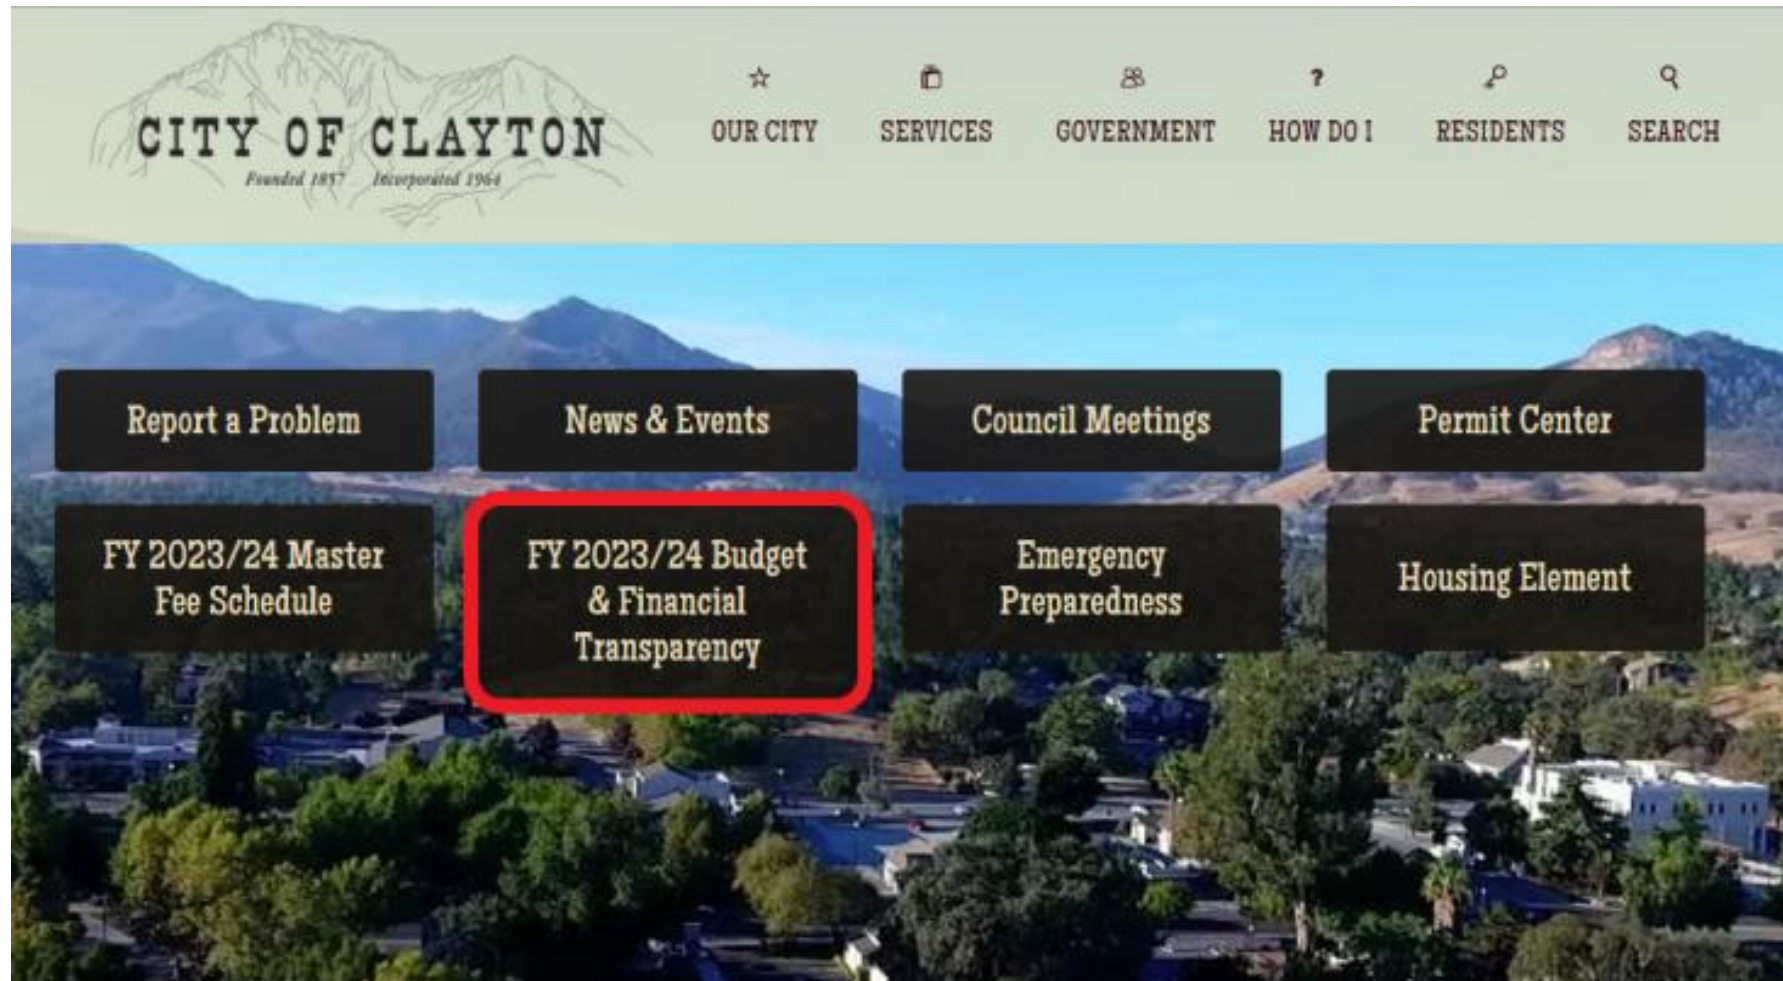 CITY OF CLAYTON
Founded 1857 Incorporated 1964
OUR CITY
SERVICES
GOVERNMENT
HOW DO I
RESIDENTS
SEARCH
Report a Problem
News & Events
Council Meetings
Permit Center
FY 2023/24 Master
Fee Schedule
FY 2023/24 Budget
& Financial
Transparency
Emergency
Preparedness
Housing Element